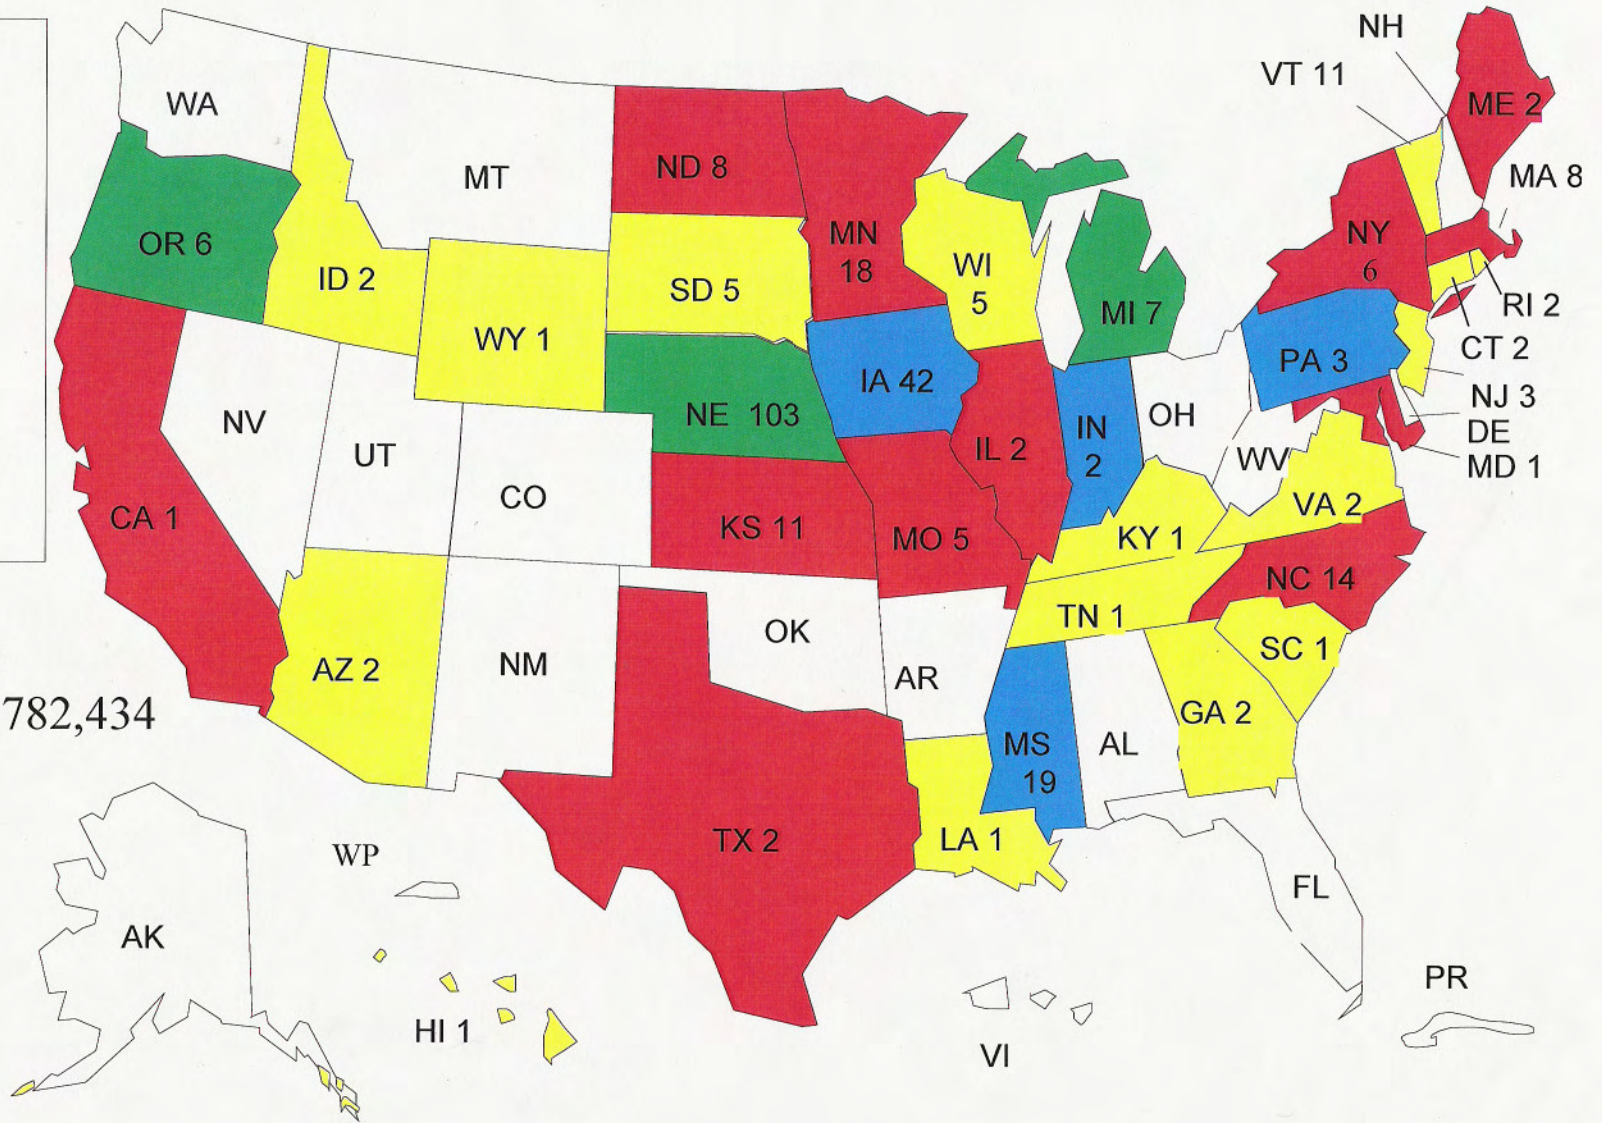 NH
VT 11
ME 2
WA
MA 8
ND 8
MT
OR 6
MN
18
NY
6
WI
5
ID 2
SD 5
RI 2
MI 7
WY 1
CT 2
PA 3
IA 42
NJ 3
NE 103
OH
DE
NV
IN
2
IL 2
UT
WV
MD 1
CO
VA 2
CA 1
KS 11
MO 5
KY 1
NC 14
TN 1
OK
SC 1
NM
AZ 2
AR
782,434
GA 2
MS
19
AL
TX 2
LA 1
WP
FL
AK
PR
HI 1
VI